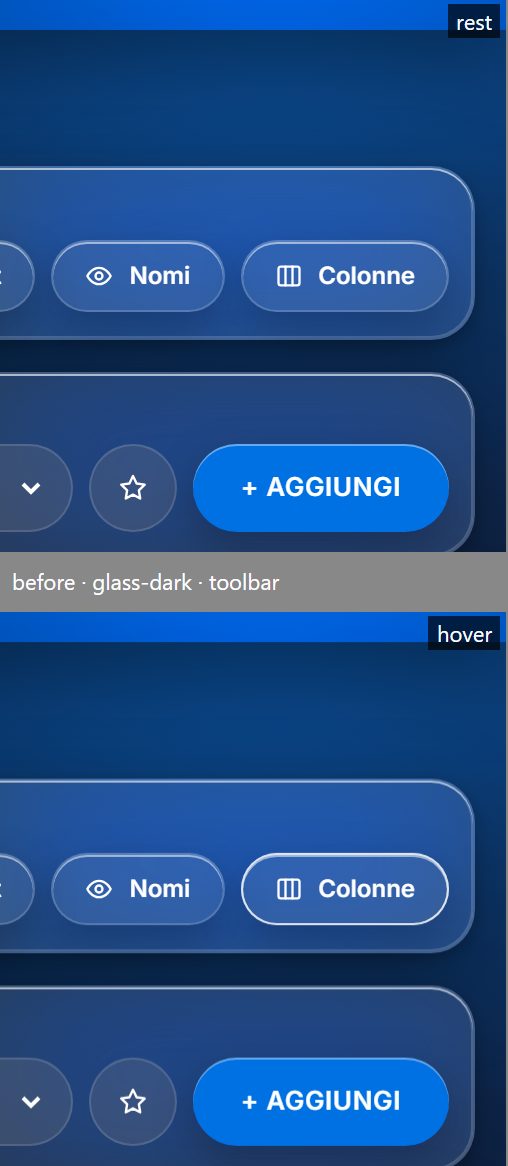 rest
Nomi
Colonne
+ AGGIUNGI
before · glass-dark · toolbar
hover
Nomi
Colonne
+ AGGIUNGI